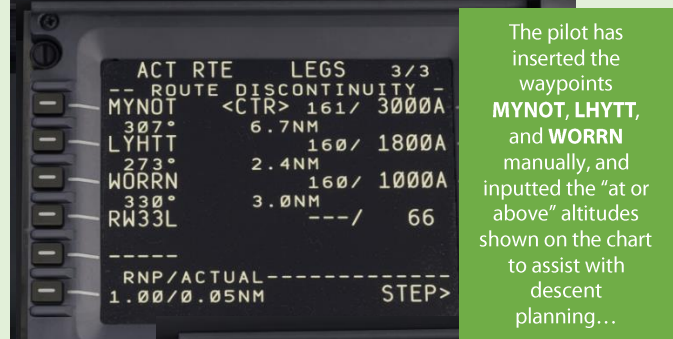 ACT RTE LEGS 3/3
-- ROUTE DISCONTINUITY -
MYNOT <CTR> 161/ 3000A
307° 6.7NM
LYHTT 160/ 1800A
273° 2.4NM
WORRN 160/ 1000A
330° 3.0NM
RW33L ---/ 66
-----
RNP/ACTUAL--------------
1.00/0.05NM STEP>
The pilot has
inserted the
waypoints
MYNOT, LHYTT,
and WORRN
manually, and
inputted the “at or
above” altitudes
shown on the chart
to assist with
descent
planning…